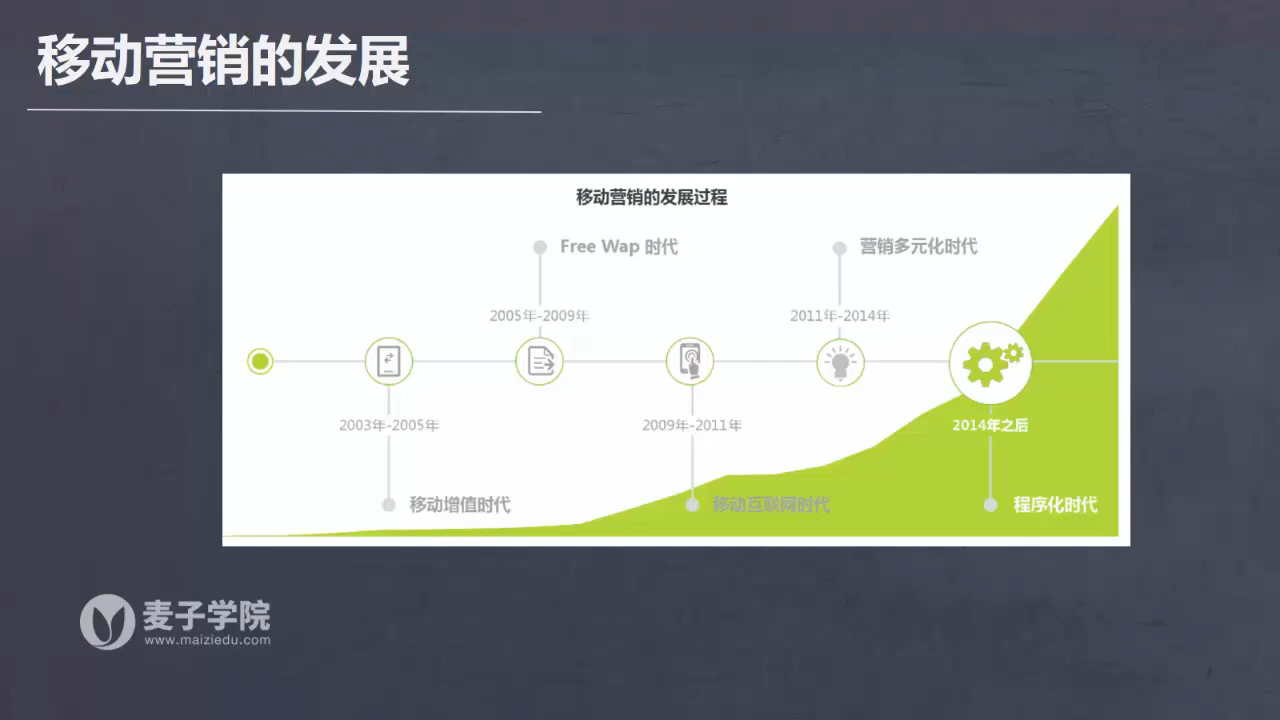 移动营销的发展
移动营销的发展过程
Free Wap 时代
营销多元化时代
2005年-2009年
2011年-2014年
2003年-2005年
2009年-2011年
2014年之后
移动增值时代
移动互联网时代
程序化时代
麦子学院
www.maiziedu.com